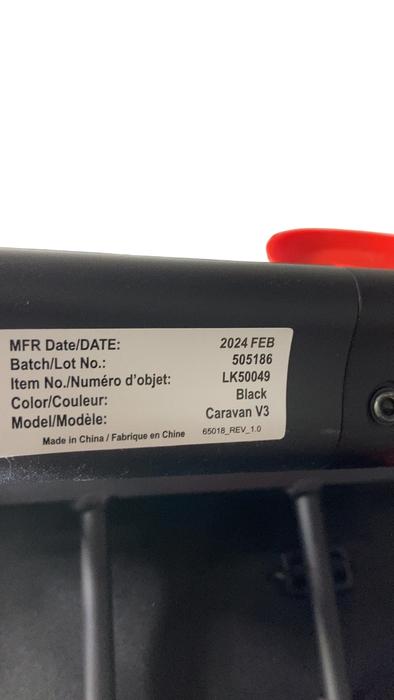 MFR Date/DATE: 2024 FEB
Batch/Lot No.: 505186
Item No./Numéro d'objet: LK50049
Color/Couleur: Black
Model/Modèle: Caravan V3
Made in China / Fabrique en Chine 65018_REV_1.0